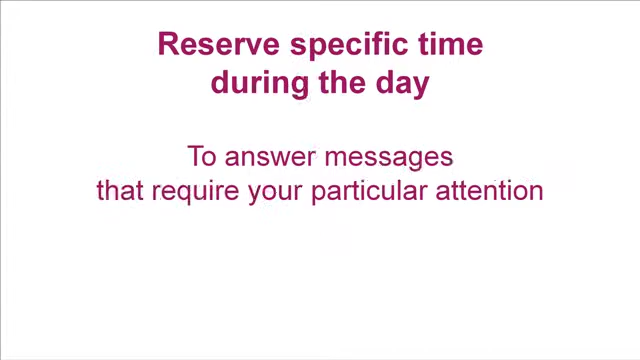 Reserve specific time
during the day
To answer messages
that require your particular attention